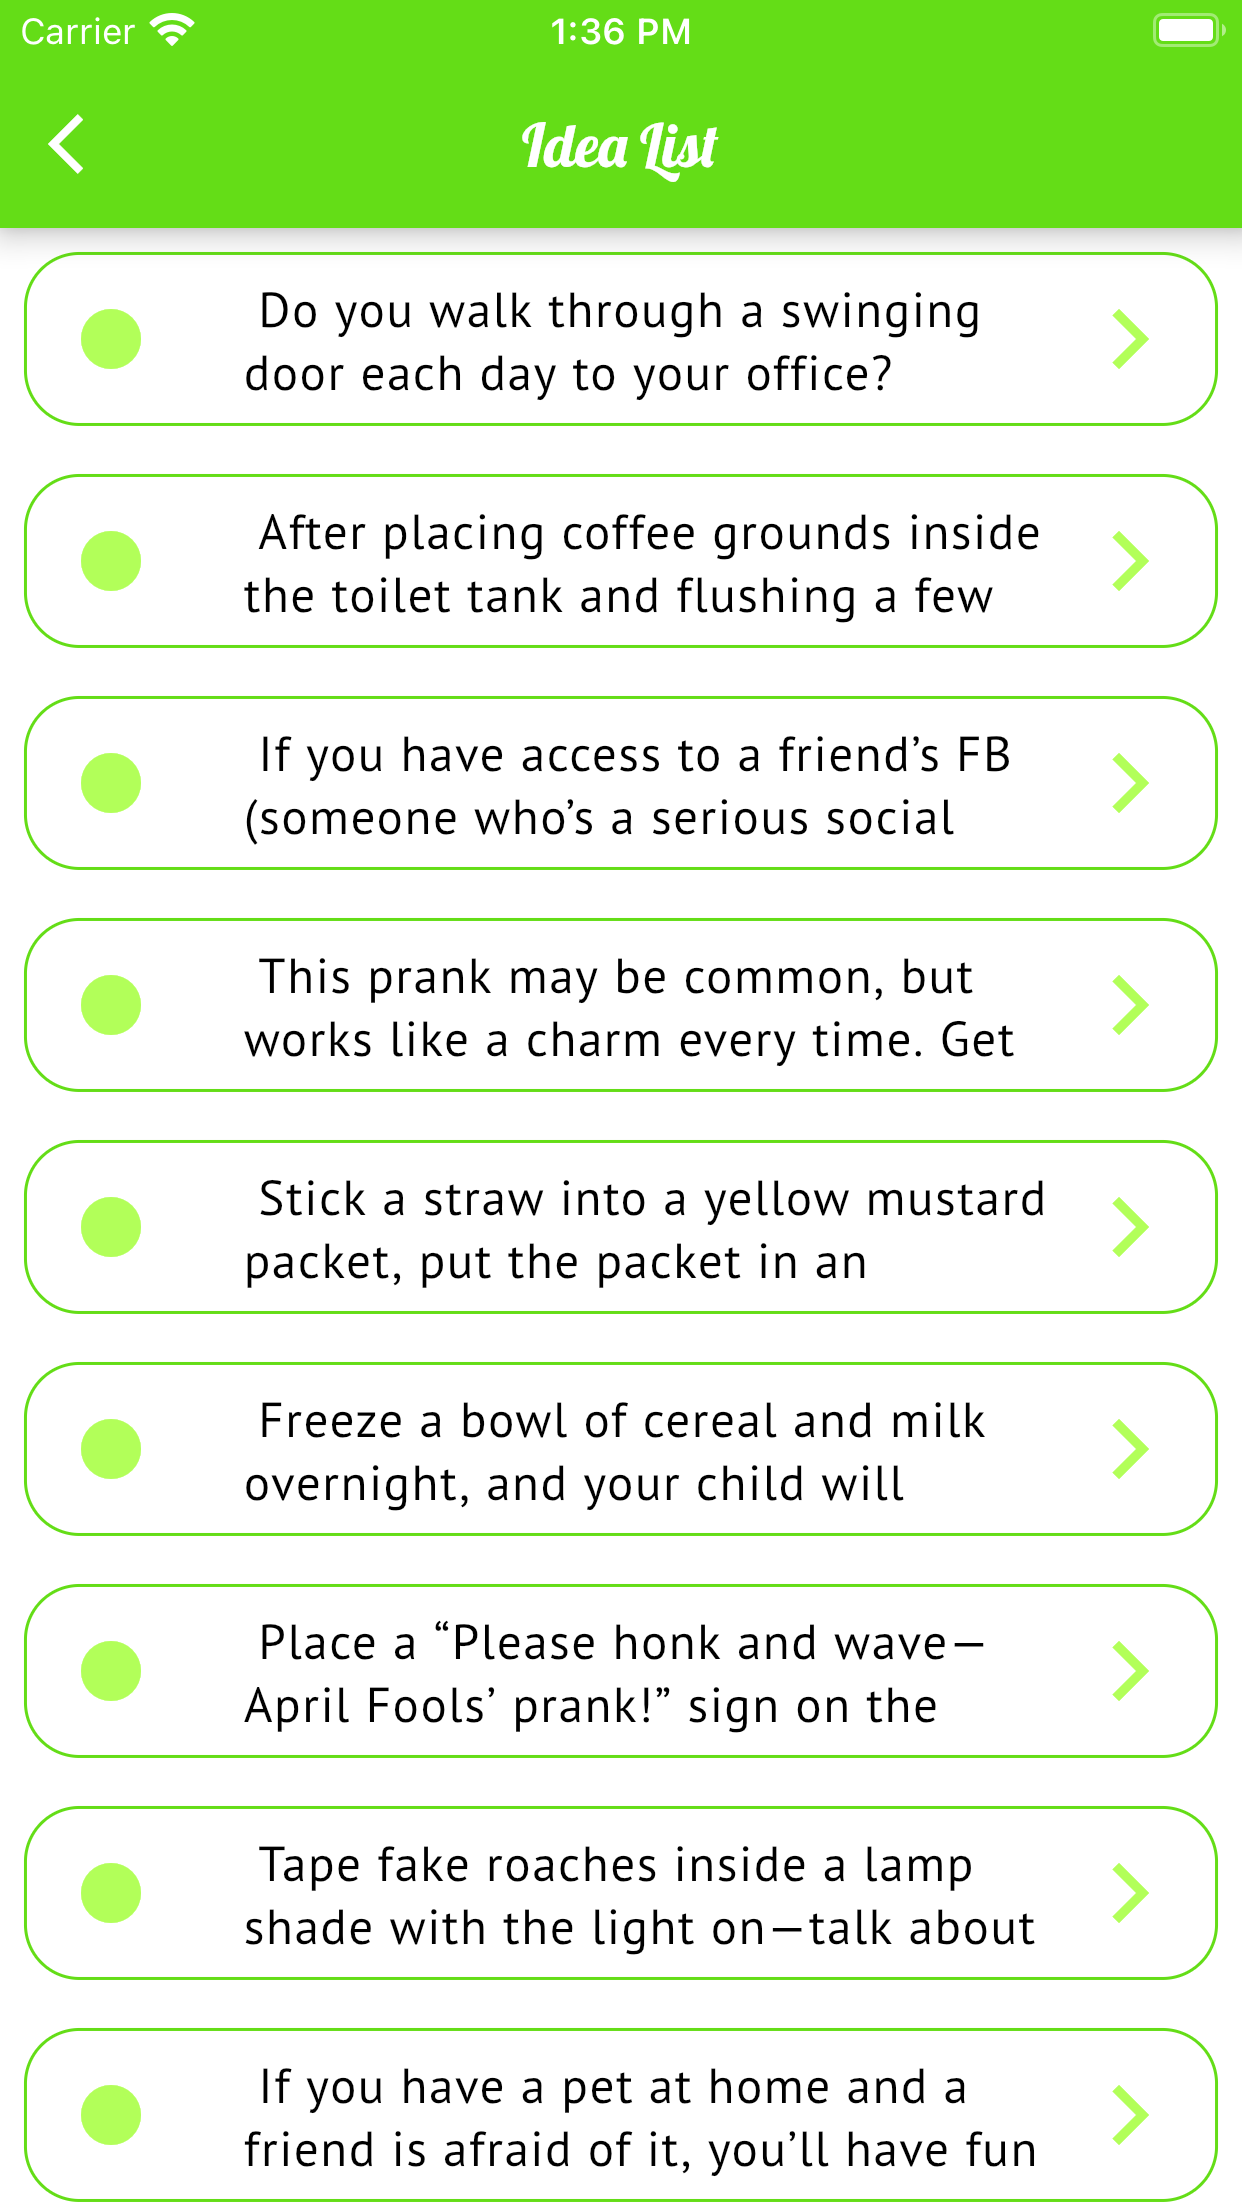 Carrier 1:36 PM
Idea List
Do you walk through a swinging
door each day to your office?
After placing coffee grounds inside
the toilet tank and flushing a few
If you have access to a friend’s FB
(someone who’s a serious social
This prank may be common, but
works like a charm every time. Get
Stick a straw into a yellow mustard
packet, put the packet in an
Freeze a bowl of cereal and milk
overnight, and your child will
Place a “Please honk and wave—
April Fools’ prank!” sign on the
Tape fake roaches inside a lamp
shade with the light on—talk about
If you have a pet at home and a
friend is afraid of it, you’ll have fun